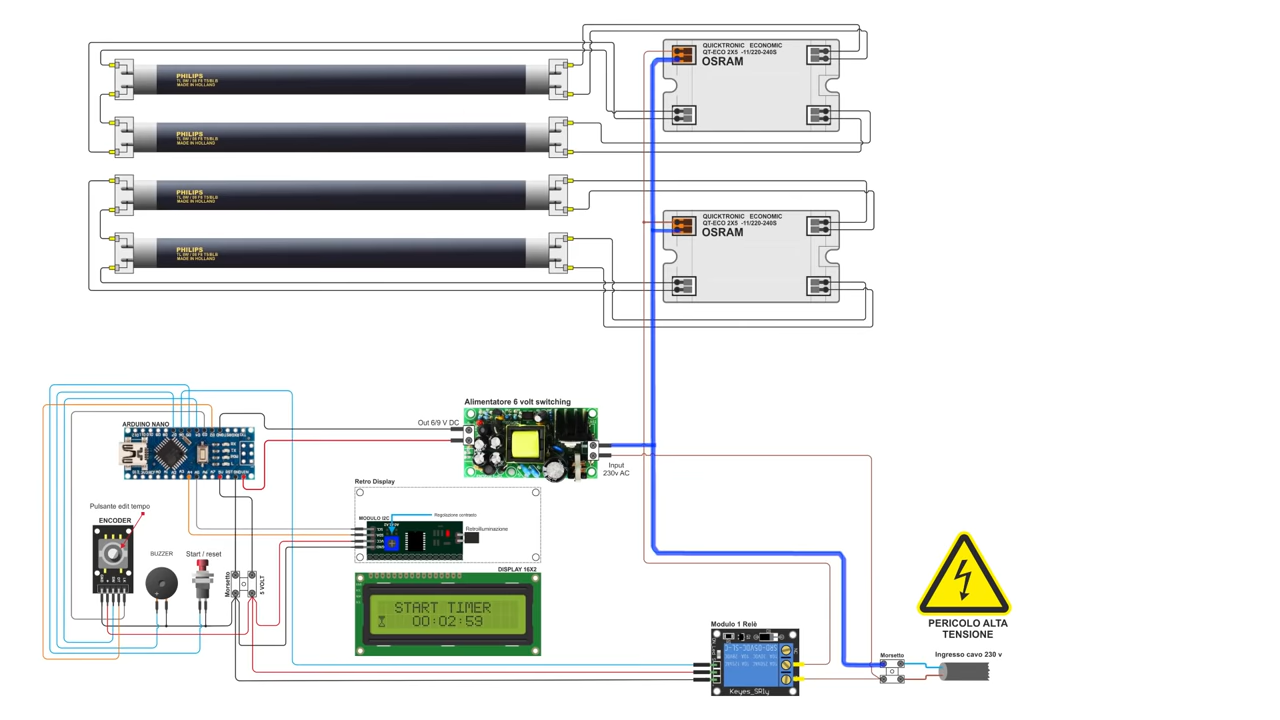 QUICKTRONIC ECONOMIC
QT-ECO 2X5 -11/220-240S
OSRAM
PHILIPS
TL 8W / 08 F8 T5/BLB
MADE IN HOLLAND
PHILIPS
TL 8W / 08 F8 T5/BLB
MADE IN HOLLAND
PHILIPS
TL 8W / 08 F8 T5/BLB
MADE IN HOLLAND
QUICKTRONIC ECONOMIC
QT-ECO 2X5 -11/220-240S
OSRAM
PHILIPS
TL 8W / 08 F8 T5/BLB
MADE IN HOLLAND
Alimentatore 6 volt switching
Out 6/9 V DC
Input
230v AC
ARDUINO NANO
Retro Display
Regolazione contrasto
MODULO I2C
Retroilluminazione
Pulsante edit tempo
ENCODER
BUZZER
Start / reset
Morsetto
5 VOLT
DISPLAY 16X2
START TIMER
00:02:59
PERICOLO ALTA
TENSIONE
Modulo 1 Relè
SRD-05VDC-SL-C
Keyes_SR1y
Morsetto
Ingresso cavo 230 v